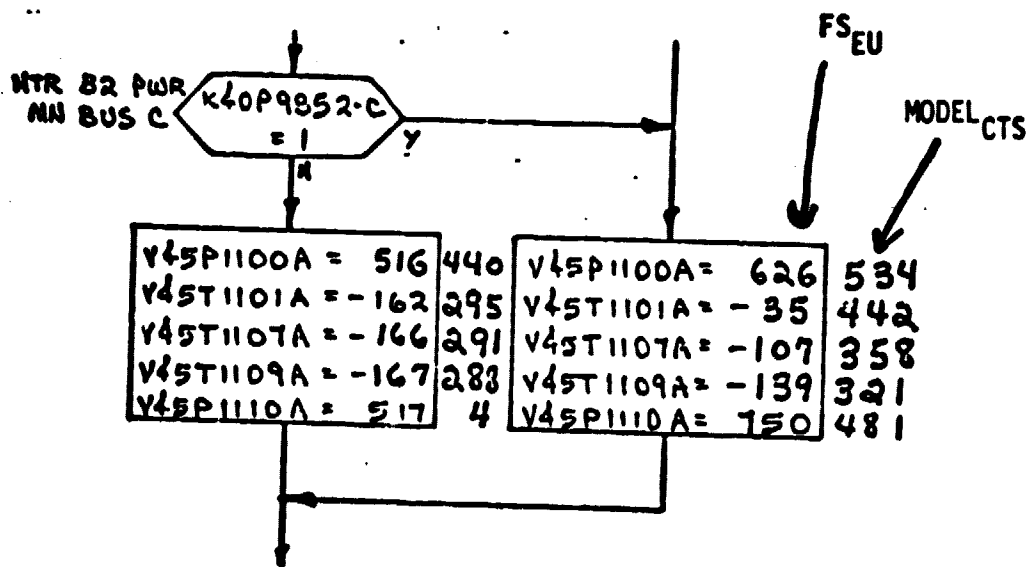 FS EU
MODEL CTS
HTR B2 PWR
MN BUS C
K40P9852-C
= 1
Y
N
V45P1100A = 516 440
V45T1101A = -162 295
V45T1107A = -166 291
V45T1109A = -167 283
V45P1110A = 517 4
V45P1100A = 626 534
V45T1101A = -35 442
V45T1107A = -107 358
V45T1109A = -139 321
V45P1110A = 750 481